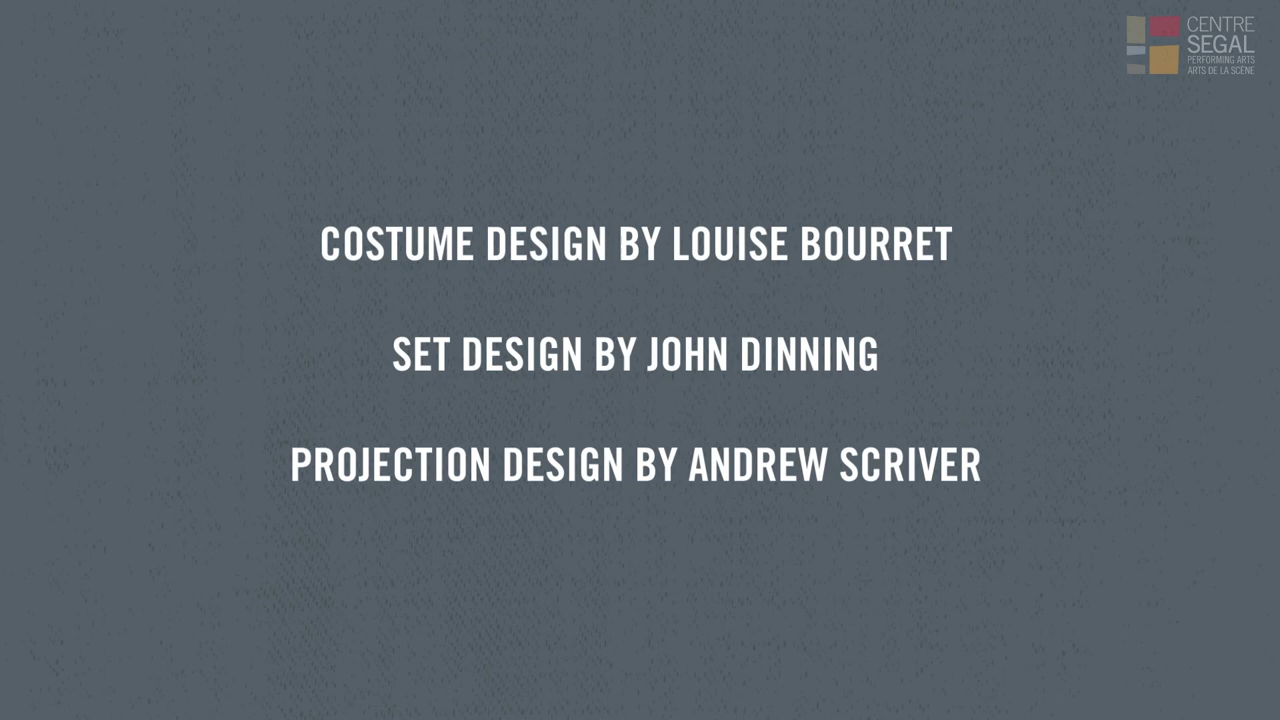 CENTRE
SEGAL
PERFORMING ARTS
ARTS DE LA SCÈNE
COSTUME DESIGN BY LOUISE BOURRET
SET DESIGN BY JOHN DINNING
PROJECTION DESIGN BY ANDREW SCRIVER